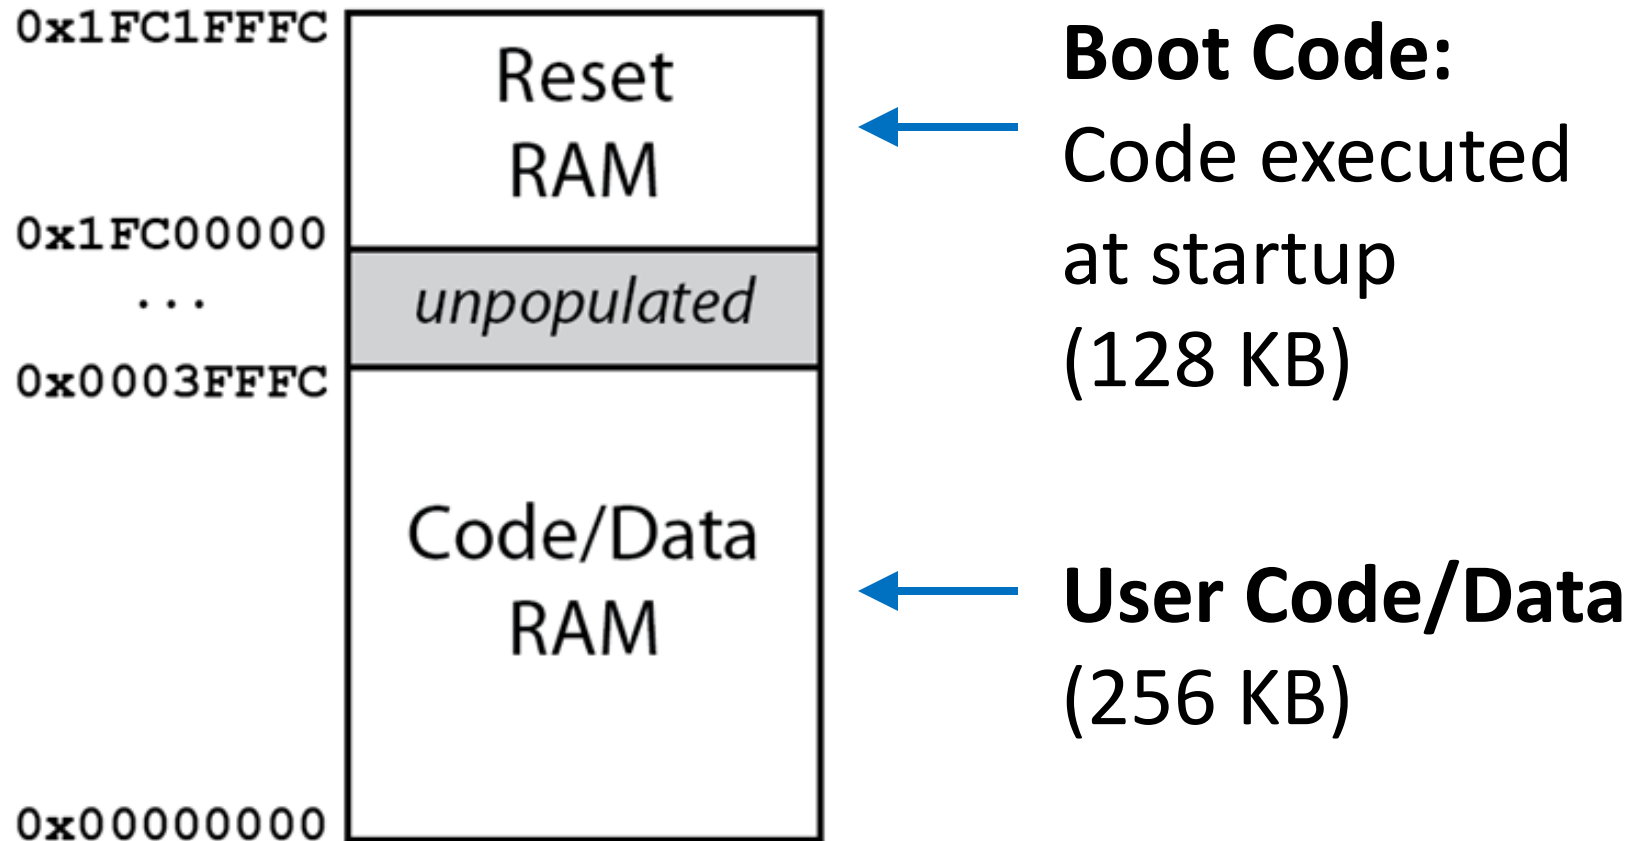 0x1FC1FFFC
Reset
RAM
0x1FC00000
...
unpopulated
0x0003FFFC
Code/Data
RAM
0x00000000
Boot Code:
Code executed
at startup
(128 KB)
User Code/Data
(256 KB)